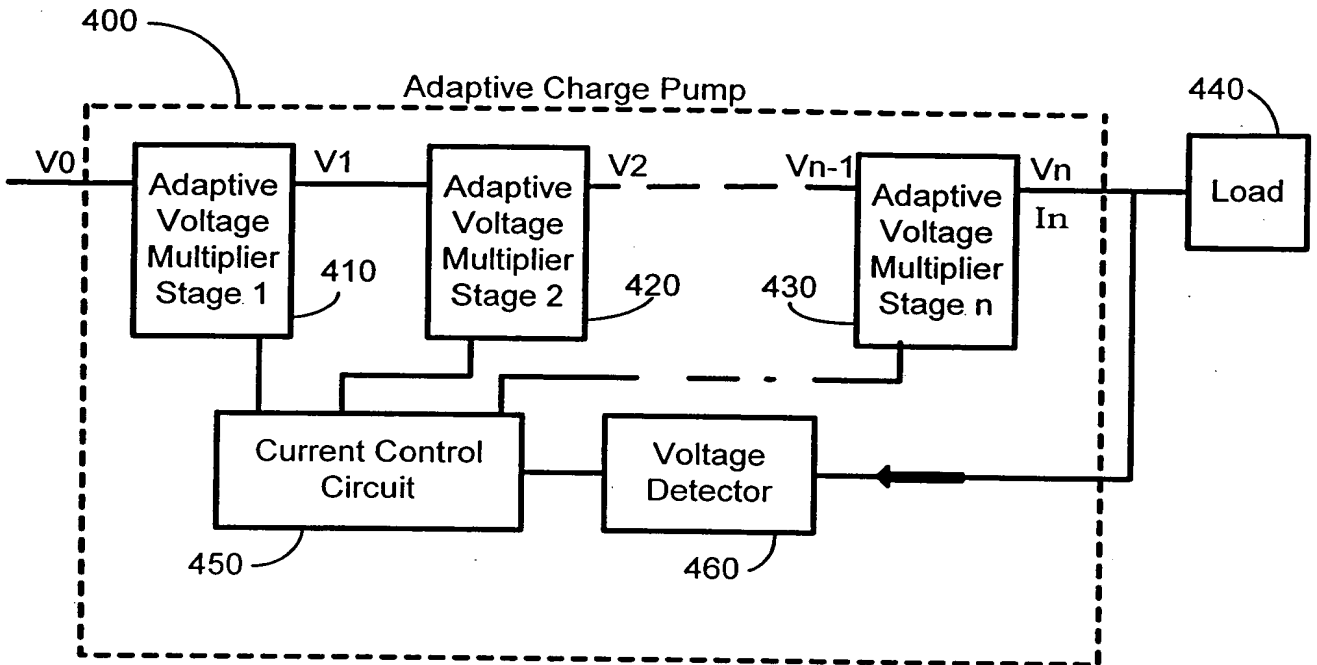 400
Adaptive Charge Pump
440
V0
Adaptive
Voltage
Multiplier
Stage 1
V1
Adaptive
Voltage
Multiplier
Stage 2
V2
Vn-1
Adaptive
Voltage
Multiplier
Stage n
Vn
In
Load
410
420
430
Current Control
Circuit
Voltage
Detector
450
460